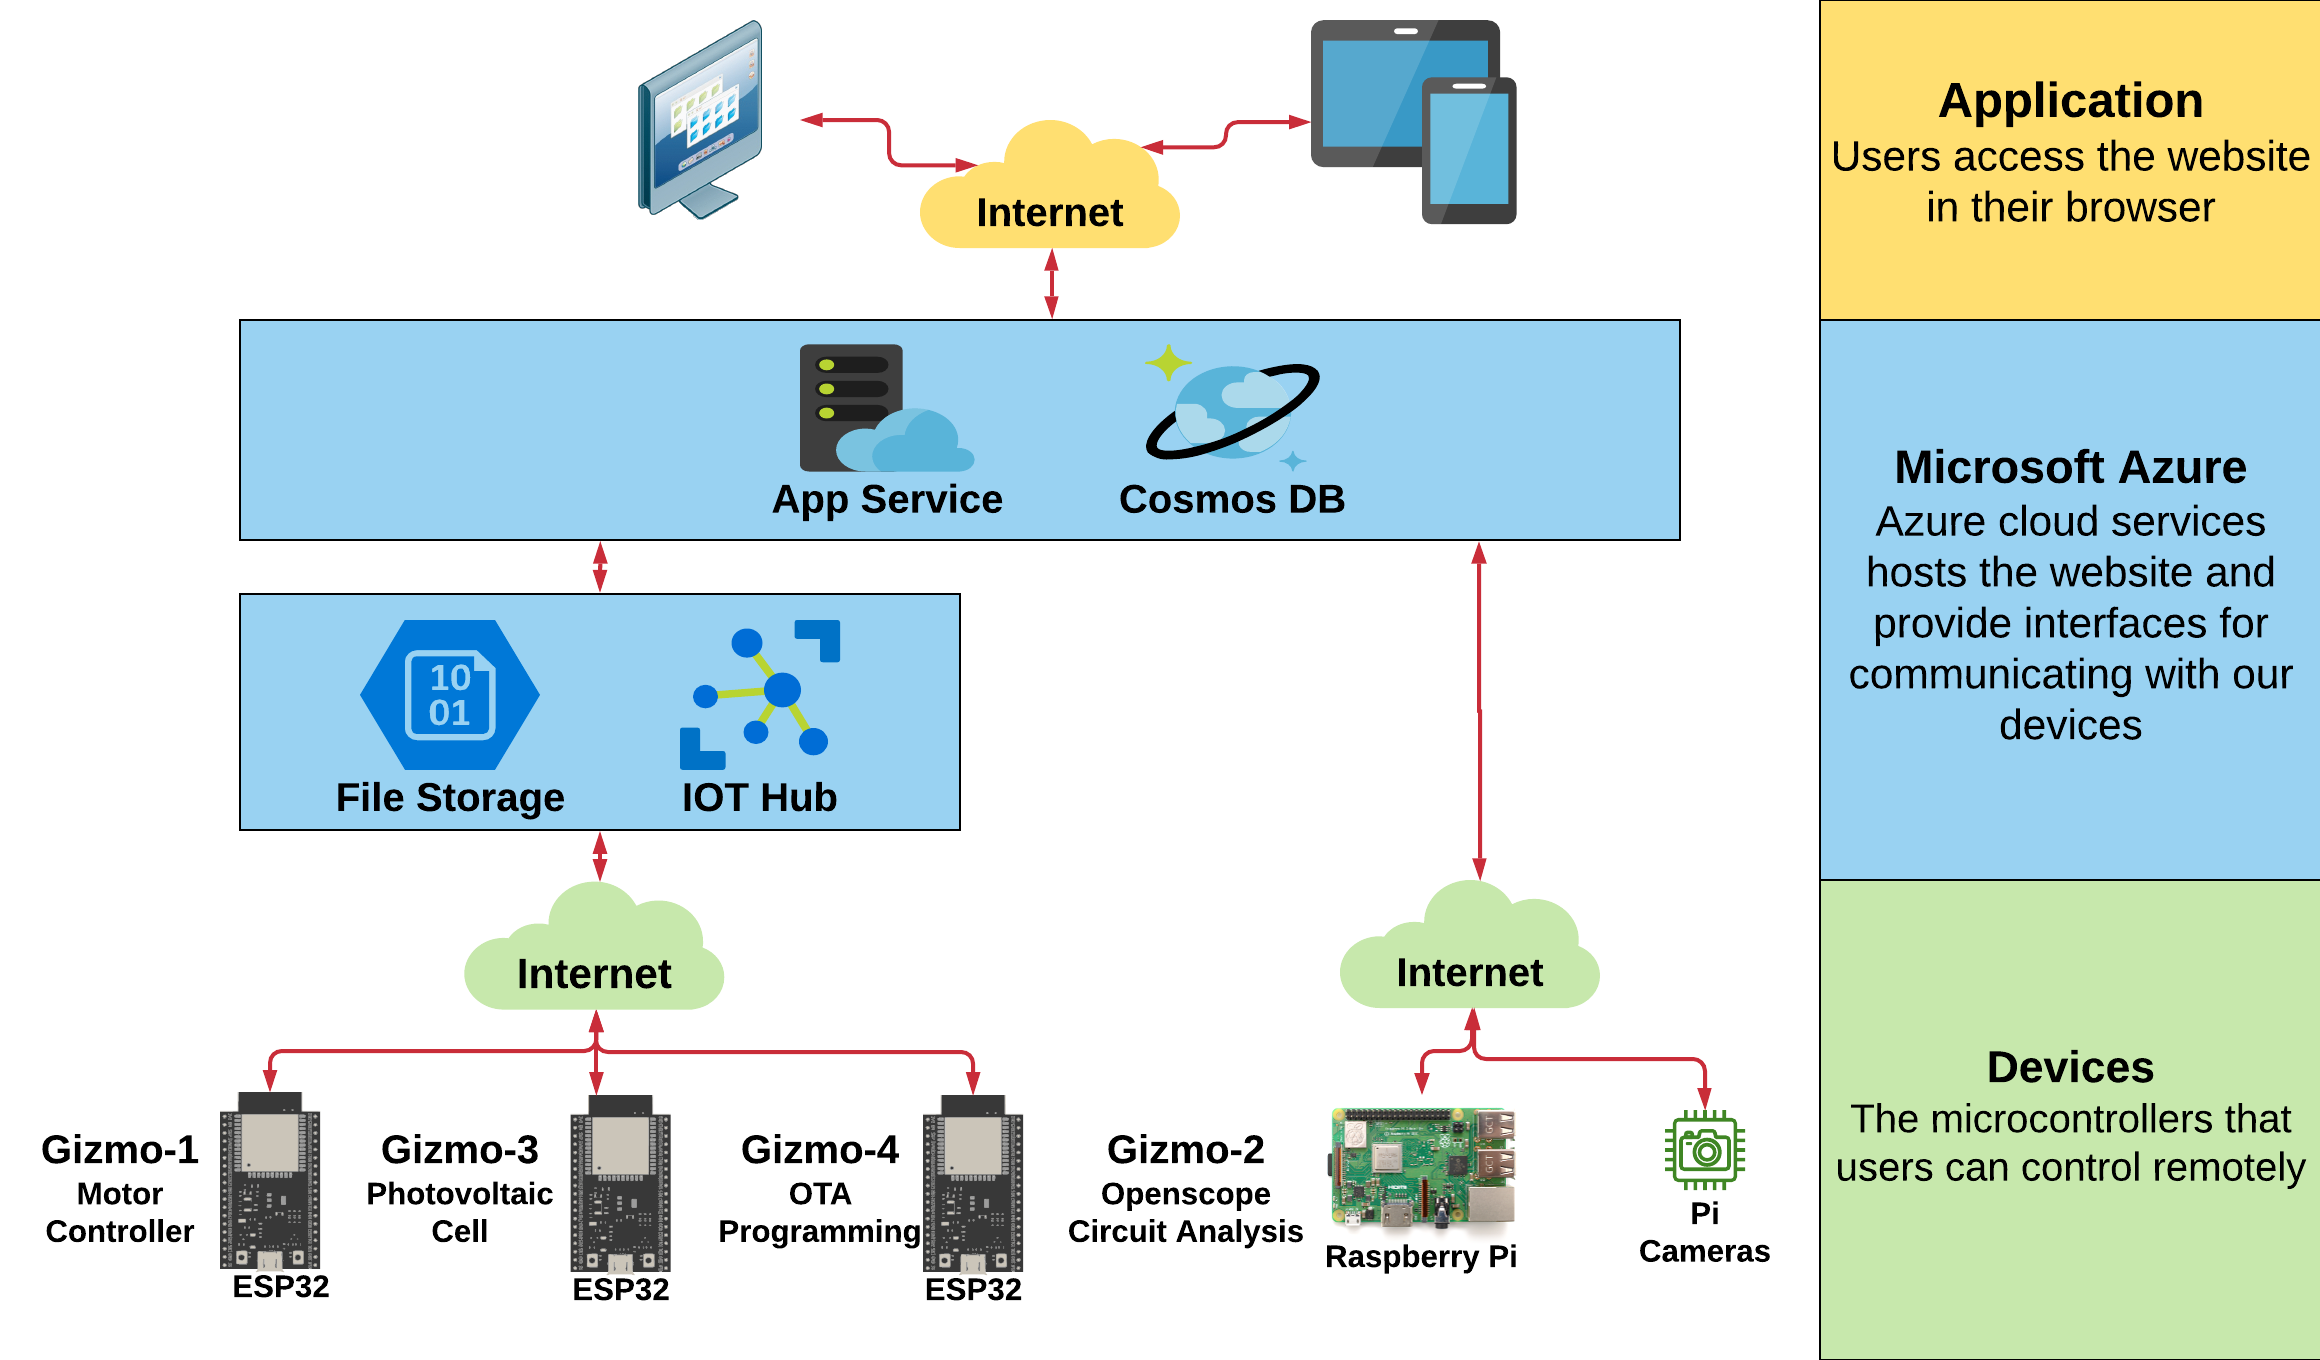 Application
Users access the website
in their browser
Internet
App Service
Cosmos DB
Microsoft Azure
Azure cloud services
hosts the website and
provide interfaces for
communicating with our
devices
10
01
File Storage
IOT Hub
Internet
Internet
Devices
The microcontrollers that
users can control remotely
Gizmo-1
Motor
Controller
ESP32
Gizmo-3
Photovoltaic
Cell
ESP32
Gizmo-4
OTA
Programming
ESP32
Gizmo-2
Openscope
Circuit Analysis
Raspberry Pi
Pi
Cameras